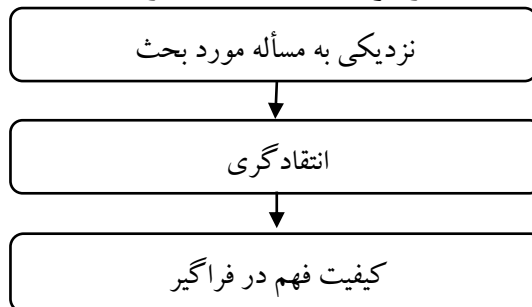 نزدیکی به مسأله مورد بحث
انتقادگری
کیفیت فهم در فراگیر